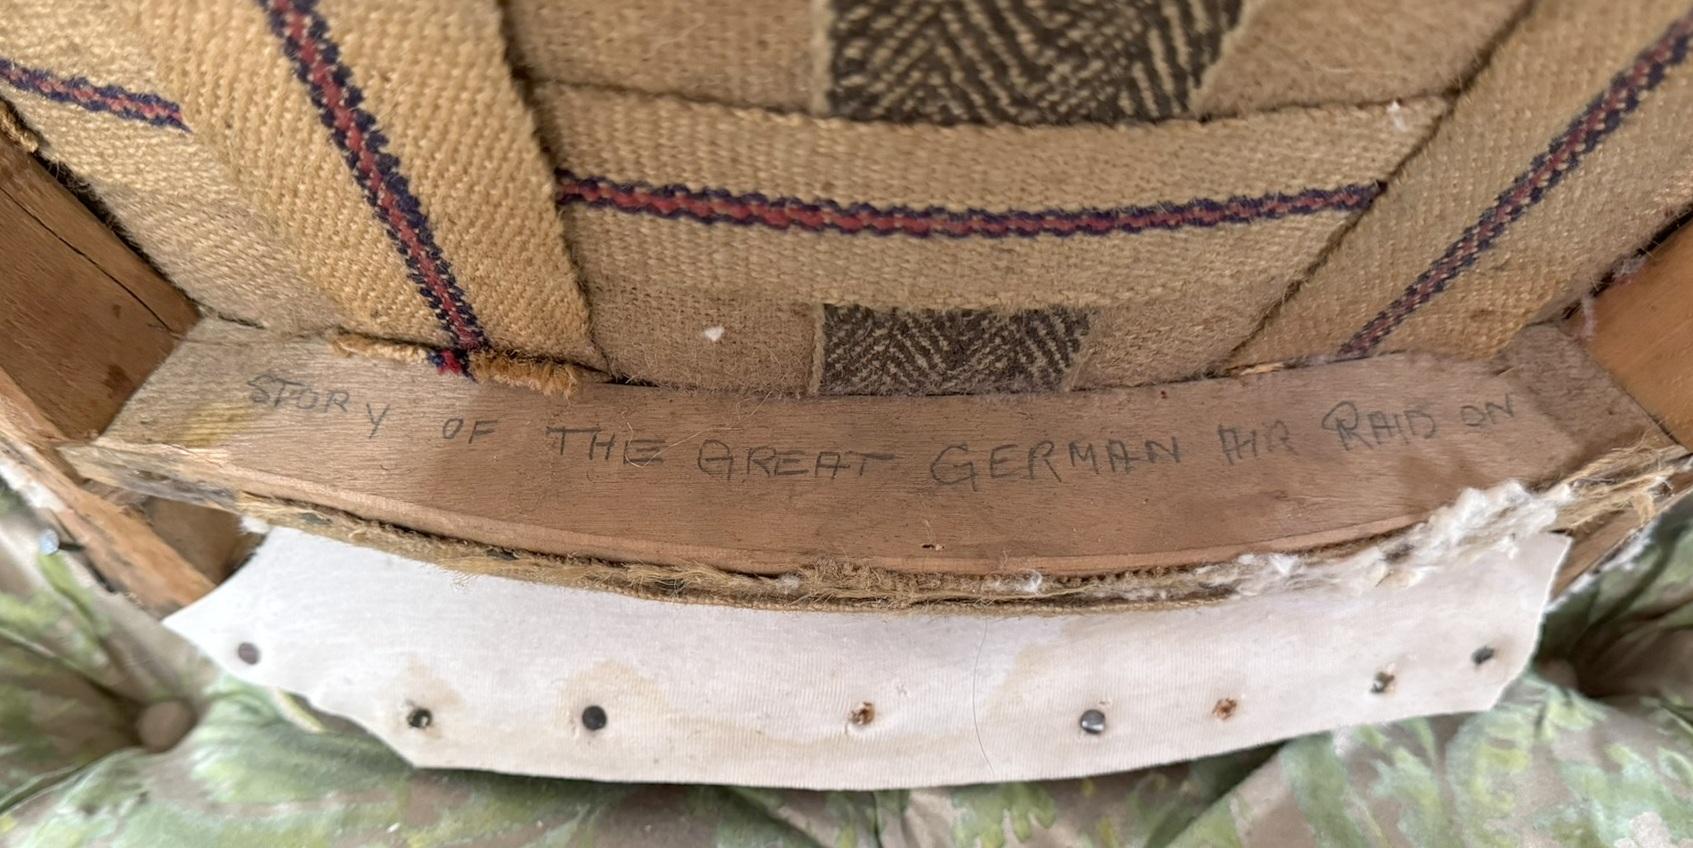 STORY OF THE GREAT GERMAN AIR RAID ON